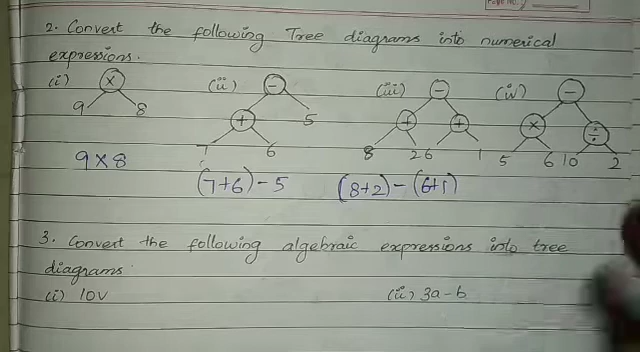 Page No.
2. Convert the following Tree diagrams into numerical
expressions.
(i) × (ii) − (iii) − (iv) −
9 8 + 5 + + × ÷
7 6 8 2 6 1 5 6 10 2
9 × 8 (7+6) - 5 (8+2) - (6+1)
3. Convert the following algebraic expressions into tree
diagrams
(i) 10v (ii) 3a-b